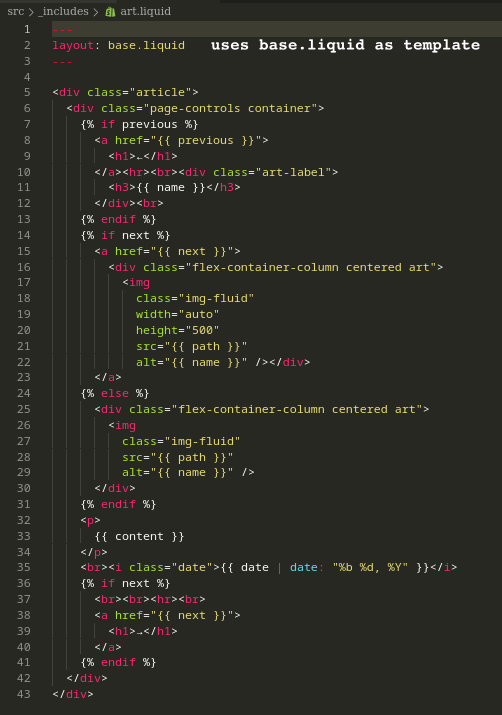 src > _includes > art.liquid
1 ---
2 layout: base.liquid uses base.liquid as template
3 ---
4
5 <div class="article">
6 <div class="page-controls container">
7 {% if previous %}
8 <a href="{{ previous }}">
9 <h1>←</h1>
10 </a><hr><br><div class="art-label">
11 <h3>{{ name }}</h3>
12 </div><br>
13 {% endif %}
14 {% if next %}
15 <a href="{{ next }}">
16 <div class="flex-container-column centered art">
17 <img
18 class="img-fluid"
19 width="auto"
20 height="500"
21 src="{{ path }}"
22 alt="{{ name }}" /></div>
23 </a>
24 {% else %}
25 <div class="flex-container-column centered art">
26 <img
27 class="img-fluid"
28 src="{{ path }}"
29 alt="{{ name }}" />
30 </div>
31 {% endif %}
32 <p>
33 {{ content }}
34 </p>
35 <br><i class="date">{{ date | date: "%b %d, %Y" }}</i>
36 {% if next %}
37 <br><br><hr><br>
38 <a href="{{ next }}">
39 <h1>→</h1>
40 </a>
41 {% endif %}
42 </div>
43 </div>